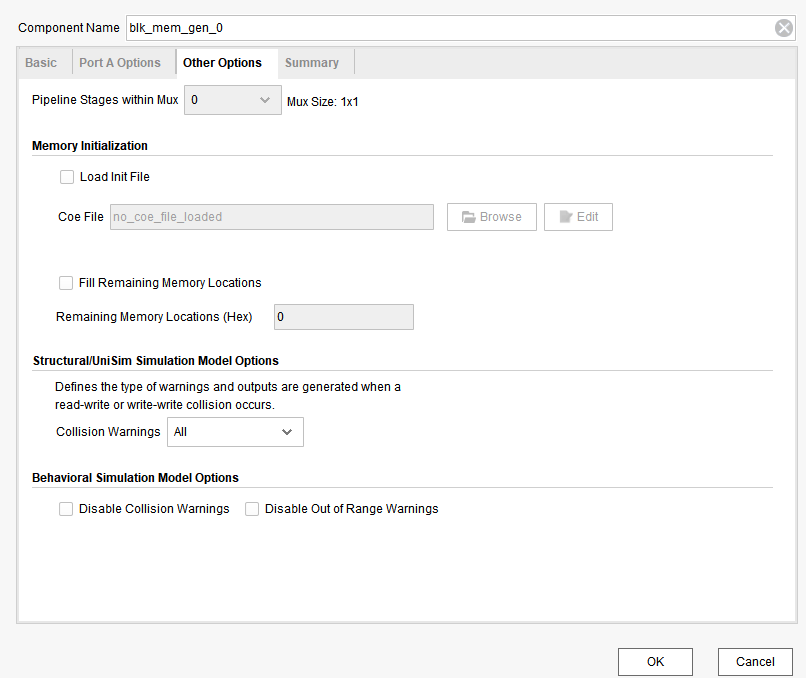 Component Name blk_mem_gen_0
Basic Port A Options Other Options Summary
Pipeline Stages within Mux 0 Mux Size: 1x1
Memory Initialization
Load Init File
Coe File no_coe_file_loaded Browse Edit
Fill Remaining Memory Locations
Remaining Memory Locations (Hex) 0
Structural/UniSim Simulation Model Options
Defines the type of warnings and outputs are generated when a
read-write or write-write collision occurs.
Collision Warnings All
Behavioral Simulation Model Options
Disable Collision Warnings Disable Out of Range Warnings
OK Cancel